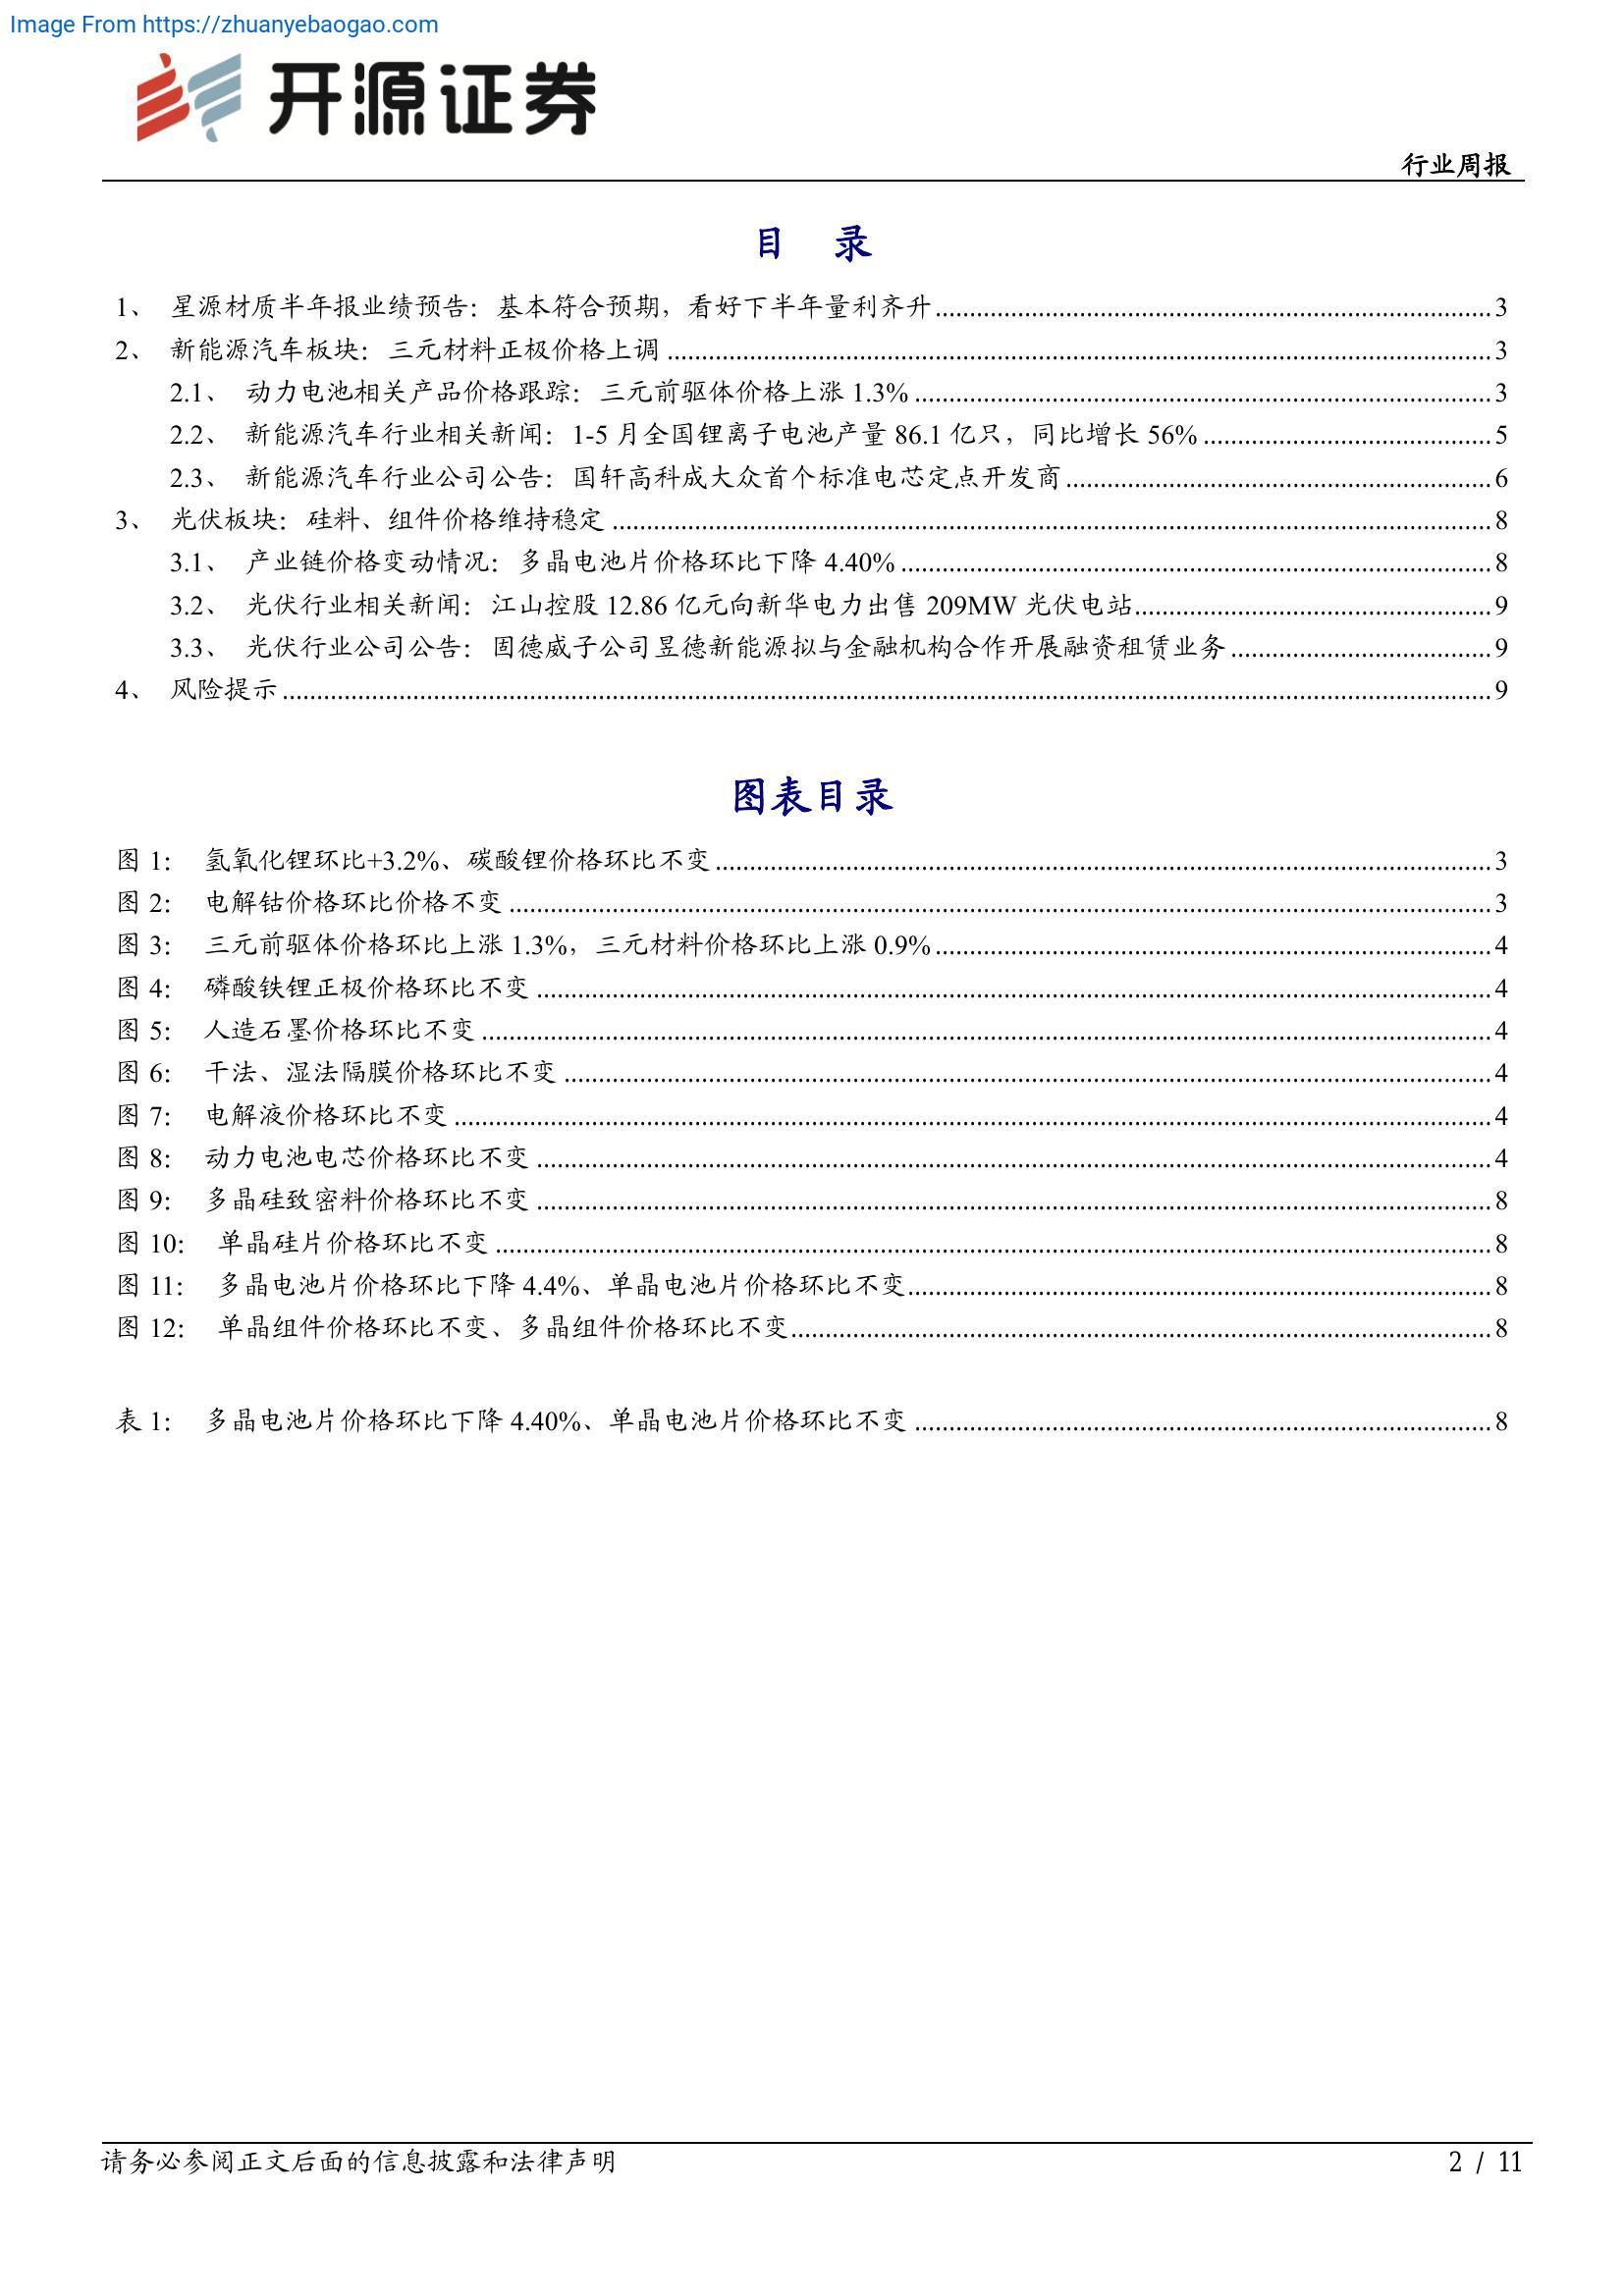 Image From https://zhuanyebaogao.com
开源证券
行业周报
目 录
1、 星源材质半年报业绩预告：基本符合预期，看好下半年量利齐升 3
2、 新能源汽车板块：三元材料正极价格上调 3
2.1、 动力电池相关产品价格跟踪：三元前驱体价格上涨 1.3% 3
2.2、 新能源汽车行业相关新闻：1-5 月全国锂离子电池产量 86.1 亿只，同比增长 56% 5
2.3、 新能源汽车行业公司公告：国轩高科成大众首个标准电芯定点开发商 6
3、 光伏板块：硅料、组件价格维持稳定 8
3.1、 产业链价格变动情况：多晶电池片价格环比下降 4.40% 8
3.2、 光伏行业相关新闻：江山控股 12.86 亿元向新华电力出售 209MW 光伏电站 9
3.3、 光伏行业公司公告：固德威子公司昱德新能源拟与金融机构合作开展融资租赁业务 9
4、 风险提示 9
图表目录
图 1： 氢氧化锂环比+3.2%、碳酸锂价格环比不变 3
图 2： 电解钴价格环比价格不变 3
图 3： 三元前驱体价格环比上涨 1.3%，三元材料价格环比上涨 0.9% 4
图 4： 磷酸铁锂正极价格环比不变 4
图 5： 人造石墨价格环比不变 4
图 6： 干法、湿法隔膜价格环比不变 4
图 7： 电解液价格环比不变 4
图 8： 动力电池电芯价格环比不变 4
图 9： 多晶硅致密料价格环比不变 8
图 10： 单晶硅片价格环比不变 8
图 11： 多晶电池片价格环比下降 4.4%、单晶电池片价格环比不变 8
图 12： 单晶组件价格环比不变、多晶组件价格环比不变 8
表 1： 多晶电池片价格环比下降 4.40%、单晶电池片价格环比不变 8
请务必参阅正文后面的信息披露和法律声明 2 / 11